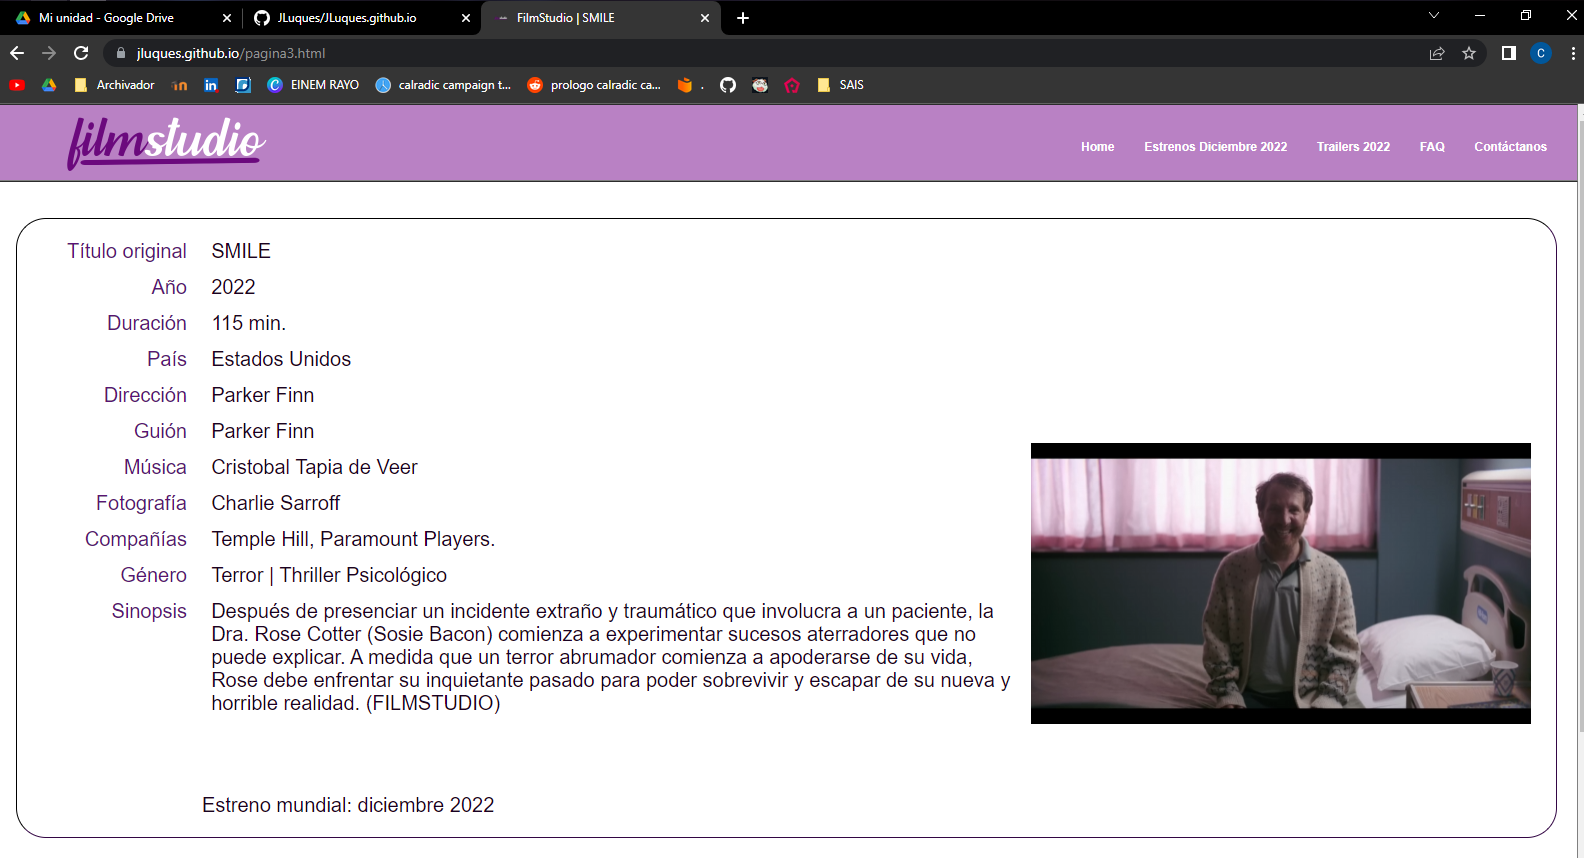 Mi unidad - Google Drive
JLuques/JLuques.github.io
FilmStudio | SMILE
jluques.github.io/pagina3.html
C
Archivador
in
EINEM RAYO
calradic campaign t...
prologo calradic ca...
.
SAIS
filmstudio
Home
Estrenos Diciembre 2022
Trailers 2022
FAQ
Contáctanos
Título original SMILE
Año 2022
Duración 115 min.
País Estados Unidos
Dirección Parker Finn
Guión Parker Finn
Música Cristobal Tapia de Veer
Fotografía Charlie Sarroff
Compañías Temple Hill, Paramount Players.
Género Terror | Thriller Psicológico
Sinopsis Después de presenciar un incidente extraño y traumático que involucra a un paciente, la
Dra. Rose Cotter (Sosie Bacon) comienza a experimentar sucesos aterradores que no
puede explicar. A medida que un terror abrumador comienza a apoderarse de su vida,
Rose debe enfrentar su inquietante pasado para poder sobrevivir y escapar de su nueva y
horrible realidad. (FILMSTUDIO)
Estreno mundial: diciembre 2022